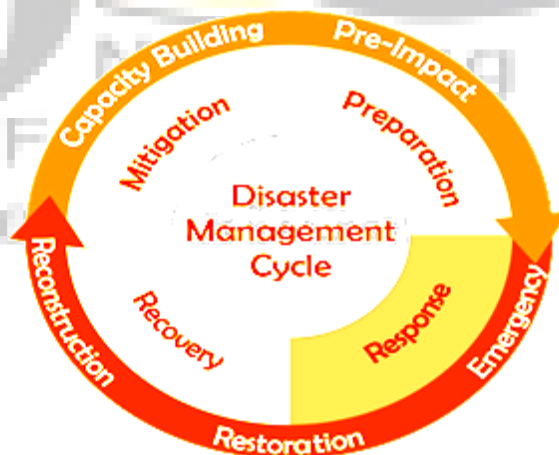 Capacity Building
Pre-Impact
Mitigation
Preparation
Disaster
Management
Cycle
Recovery
Response
Reconstruction
Emergency
Restoration